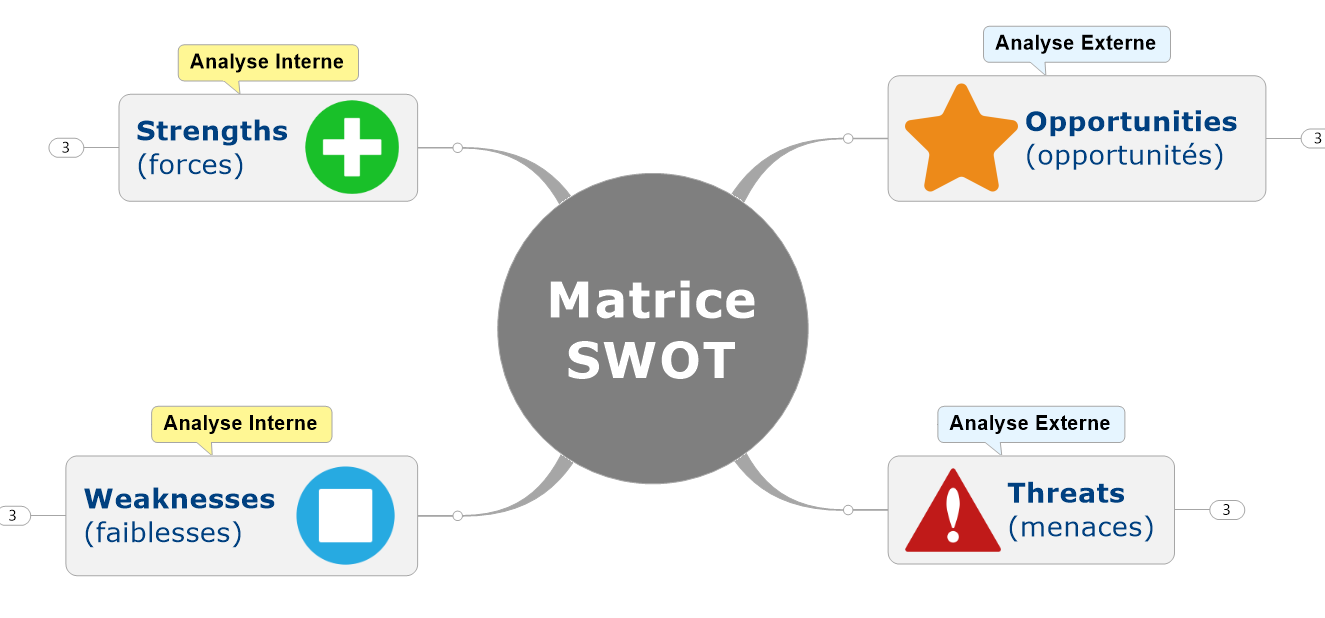 Analyse Interne
Strengths
(forces)
3
Analyse Externe
Opportunities
(opportunités)
3
Matrice
SWOT
Analyse Interne
Weaknesses
(faiblesses)
3
Analyse Externe
Threats
(menaces)
3